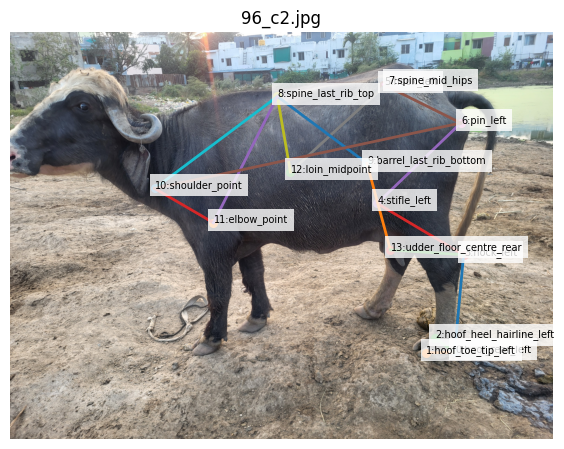 96_c2.jpg
7:spine_mid_hips
8:spine_last_rib_top
6:pin_left
barrel_last_rib_bottom
12:loin_midpoint
10:shoulder_point
4:stifle_left
11:elbow_point
13:udder_floor_centre_rear
2:hoof_heel_hairline_left
1:hoof_toe_tip_left